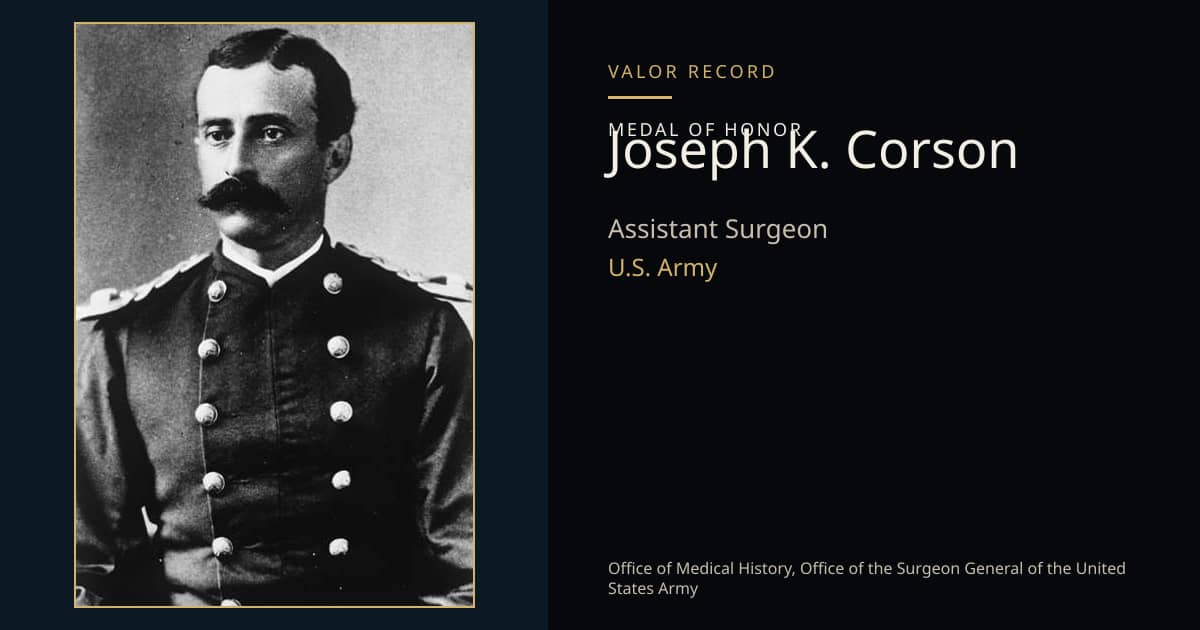 VALOR RECORD
MEDAL OF HONOR
Joseph K. Corson
Assistant Surgeon
U.S. Army
Office of Medical History, Office of the Surgeon General of the United
States Army